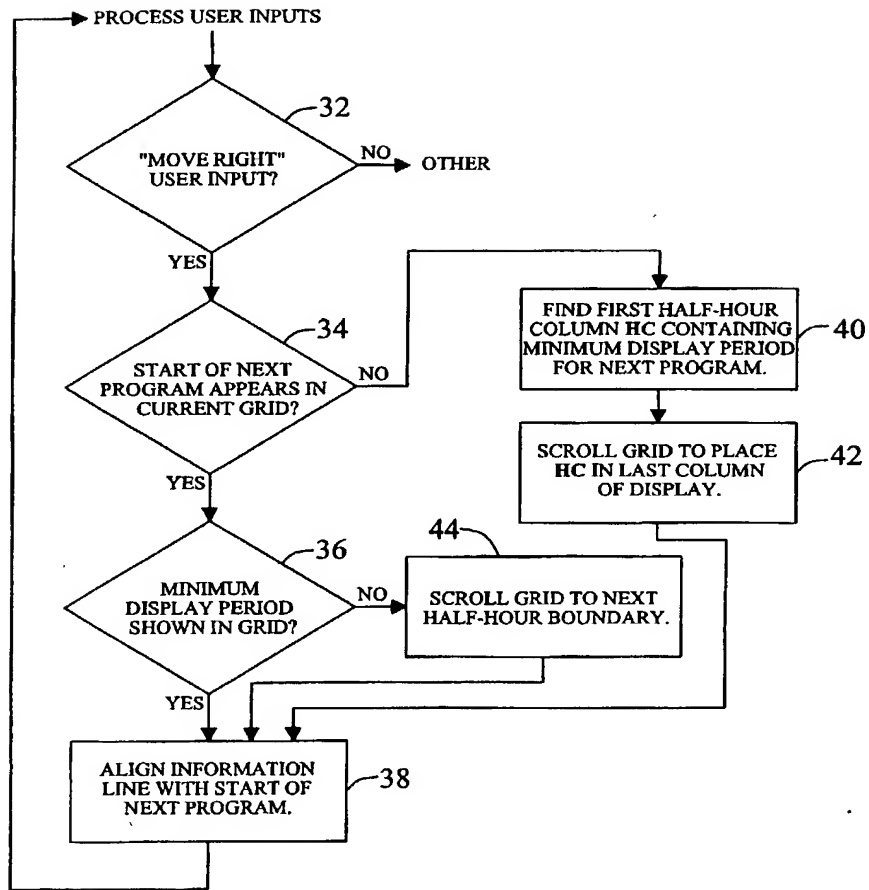 PROCESS USER INPUTS
32
"MOVE RIGHT"
USER INPUT?
NO
OTHER
YES
34
START OF NEXT
PROGRAM APPEARS IN
CURRENT GRID?
NO
FIND FIRST HALF-HOUR
COLUMN HC CONTAINING
MINIMUM DISPLAY PERIOD
FOR NEXT PROGRAM.
40
SCROLL GRID TO PLACE
HC IN LAST COLUMN
OF DISPLAY.
42
YES
36
MINIMUM
DISPLAY PERIOD
SHOWN IN GRID?
NO
44
SCROLL GRID TO NEXT
HALF-HOUR BOUNDARY.
YES
ALIGN INFORMATION
LINE WITH START OF
NEXT PROGRAM.
38